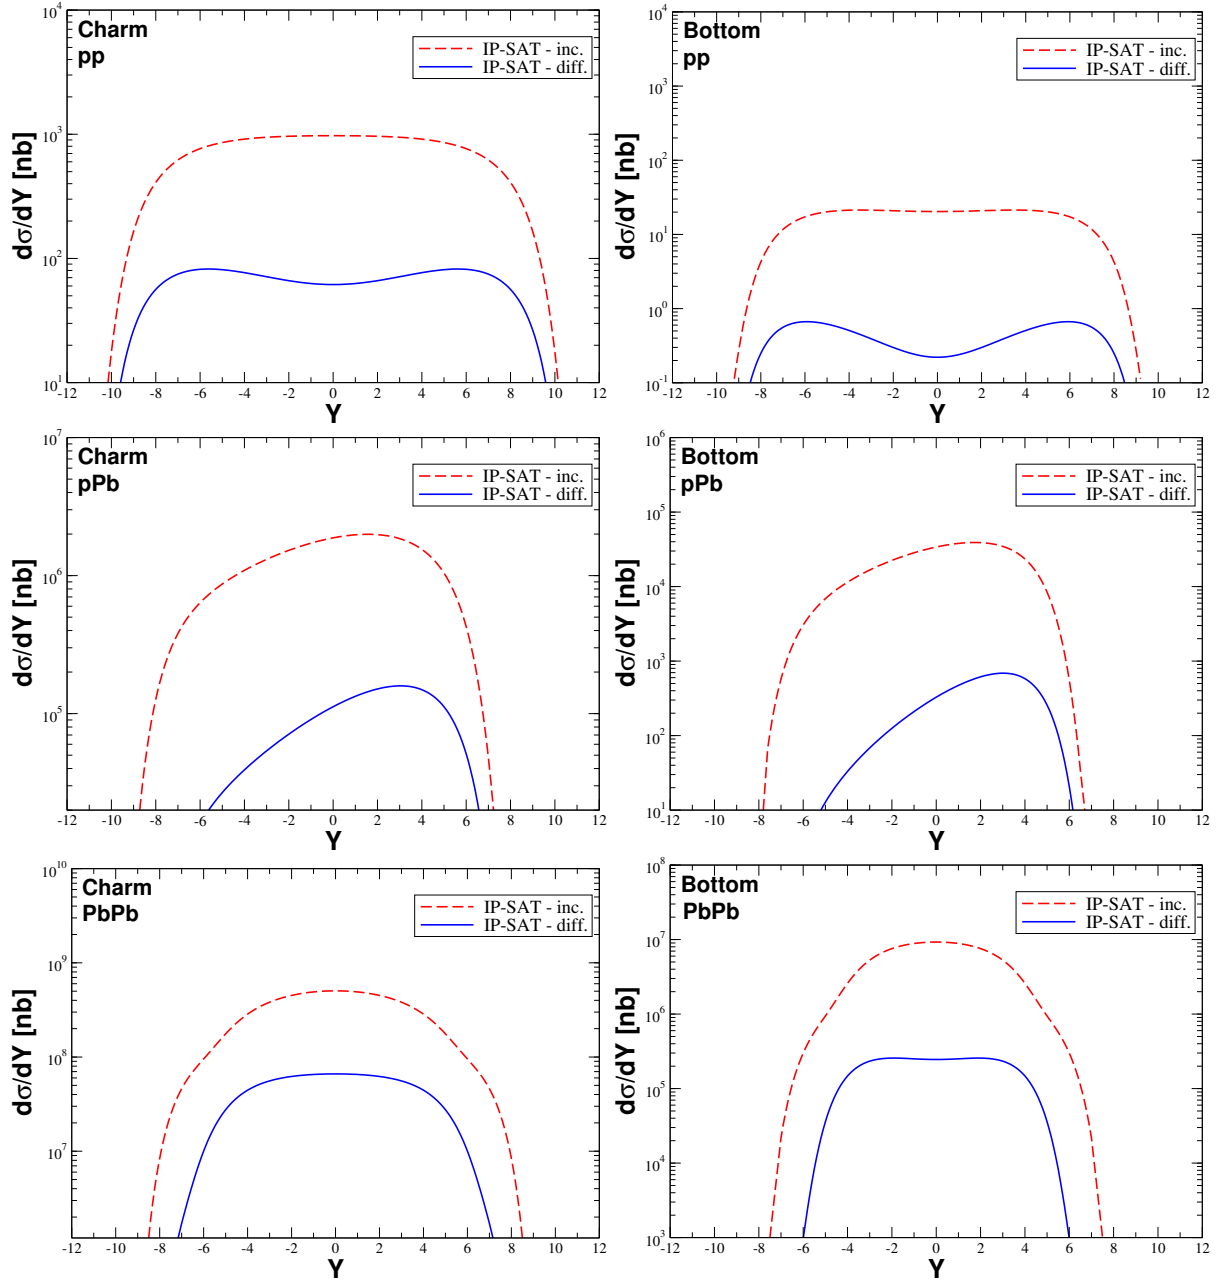 Charm
pp
IP-SAT - inc.
IP-SAT - diff.
dσ/dY [nb]
10^4
10^3
10^2
10^1
-12 -10 -8 -6 -4 -2 0 2 4 6 8 10 12
Y
Bottom
pp
IP-SAT - inc.
IP-SAT - diff.
dσ/dY [nb]
10^4
10^3
10^2
10^1
10^0
10^-1
-12 -10 -8 -6 -4 -2 0 2 4 6 8 10 12
Y
Charm
pPb
IP-SAT - inc.
IP-SAT - diff.
dσ/dY [nb]
10^7
10^6
10^5
-12 -10 -8 -6 -4 -2 0 2 4 6 8 10 12
Y
Bottom
pPb
IP-SAT - inc.
IP-SAT - diff.
dσ/dY [nb]
10^6
10^5
10^4
10^3
10^2
10^1
-12 -10 -8 -6 -4 -2 0 2 4 6 8 10 12
Y
Charm
PbPb
IP-SAT - inc.
IP-SAT - diff.
dσ/dY [nb]
10^10
10^9
10^8
10^7
-12 -10 -8 -6 -4 -2 0 2 4 6 8 10 12
Y
Bottom
PbPb
IP-SAT - inc.
IP-SAT - diff.
dσ/dY [nb]
10^8
10^7
10^6
10^5
10^4
10^3
-12 -10 -8 -6 -4 -2 0 2 4 6 8 10 12
Y